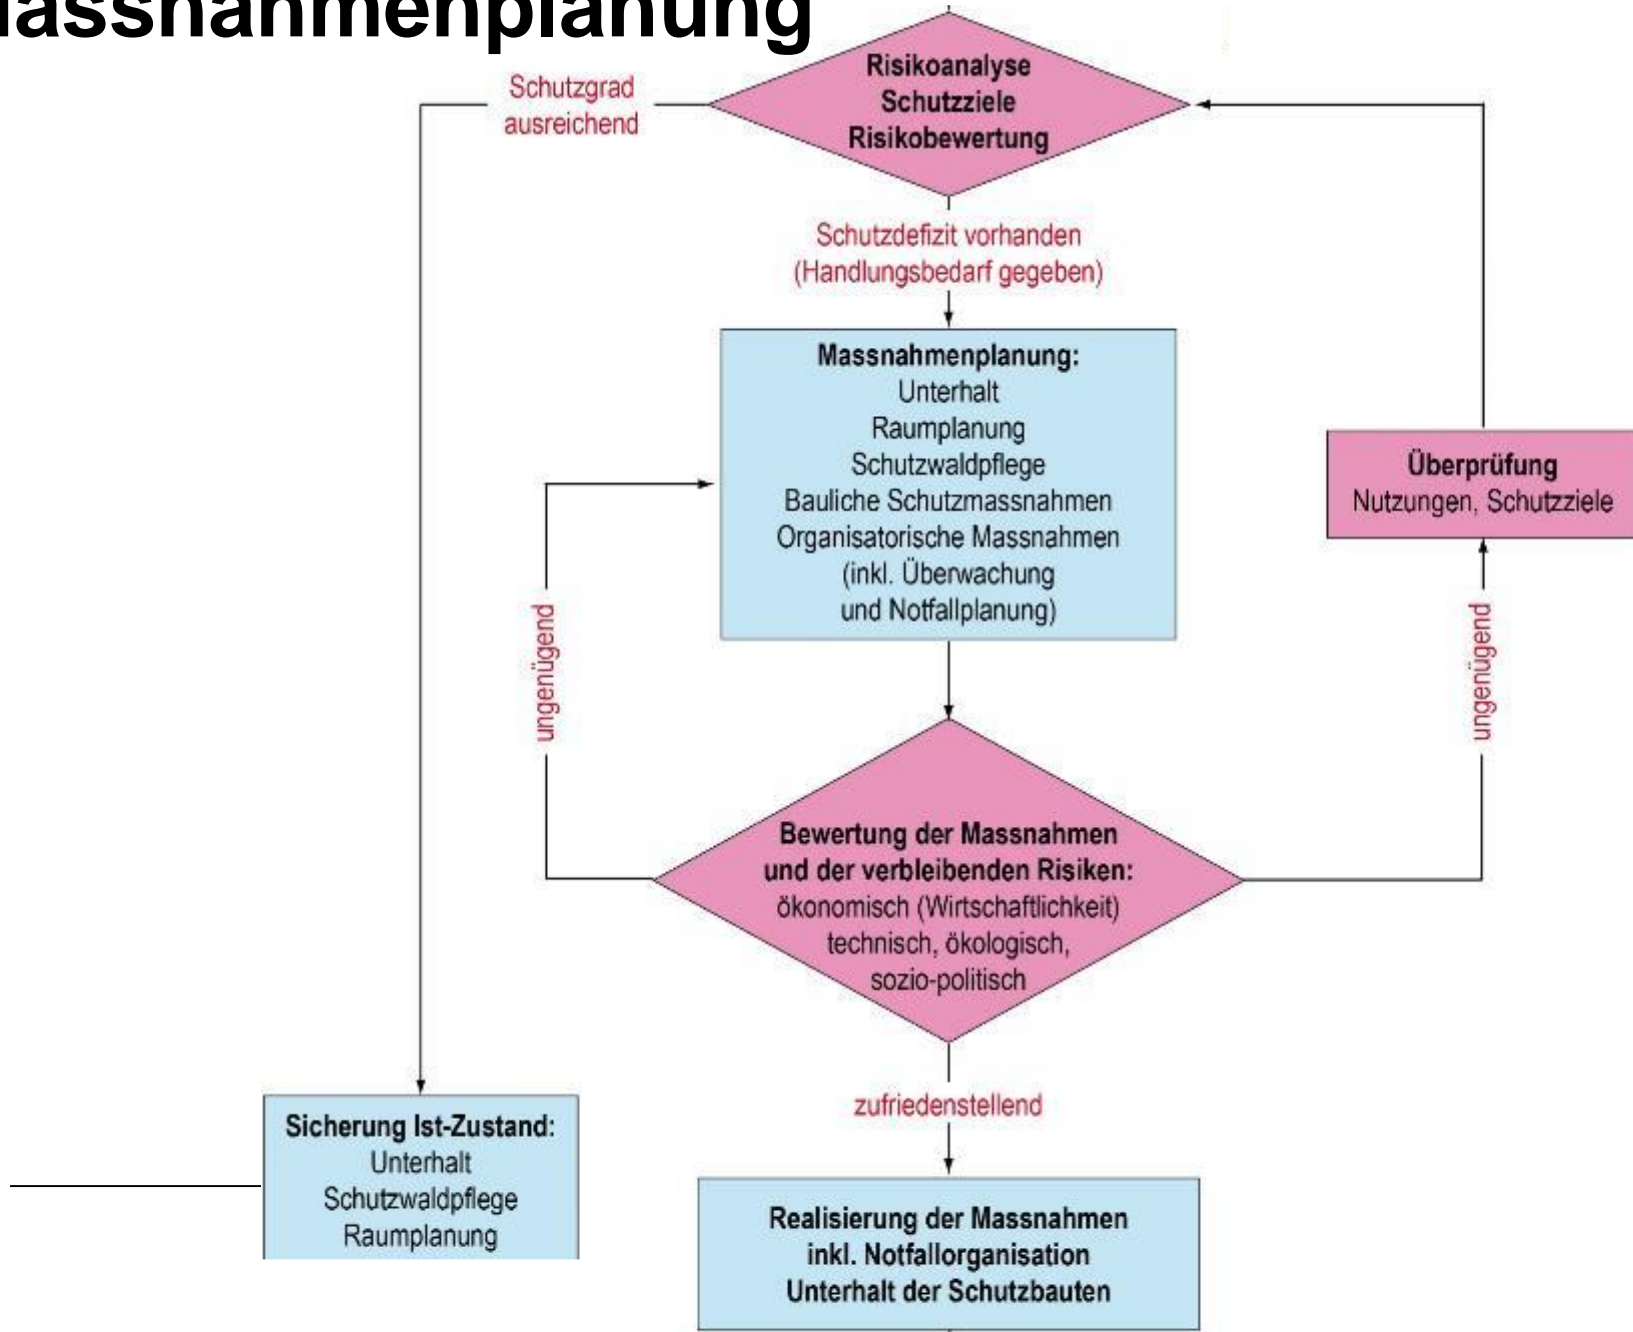 assnahmenplanung
Risikoanalyse
Schutzziele
Risikobewertung
Schutzgrad
ausreichend
Schutzdefizit vorhanden
(Handlungsbedarf gegeben)
Massnahmenplanung:
Unterhalt
Raumplanung
Schutzwaldpflege
Bauliche Schutzmassnahmen
Organisatorische Massnahmen
(inkl. Überwachung
und Notfallplanung)
Überprüfung
Nutzungen, Schutzziele
ungenügend
ungenügend
Bewertung der Massnahmen
und der verbleibenden Risiken:
ökonomisch (Wirtschaftlichkeit)
technisch, ökologisch,
sozio-politisch
zufriedenstellend
Sicherung Ist-Zustand:
Unterhalt
Schutzwaldpflege
Raumplanung
Realisierung der Massnahmen
inkl. Notfallorganisation
Unterhalt der Schutzbauten